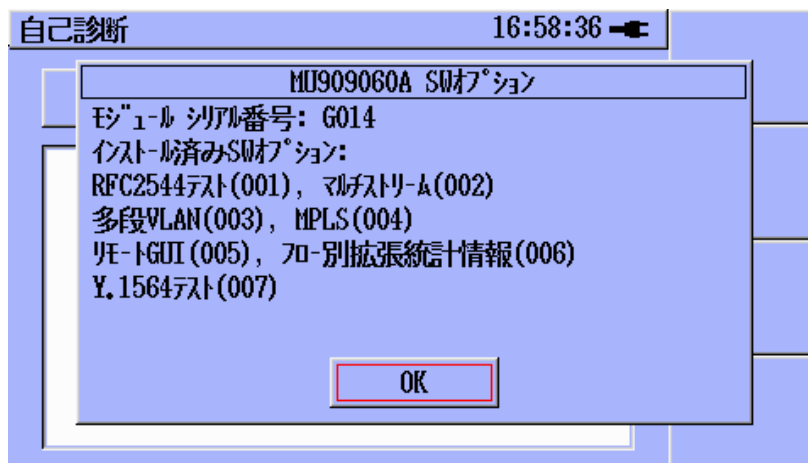 自己診断
16:58:36
MU909060A SWｵﾌﾟｼｮﾝ
ﾓｼﾞｭｰﾙ ｼﾘｱﾙ番号: G014
ｲﾝｽﾄｰﾙ済みSWｵﾌﾟｼｮﾝ:
RFC2544ﾃｽﾄ(001), ﾏﾙﾁｽﾄﾘｰﾑ(002)
多段VLAN(003), MPLS(004)
ﾘﾓｰﾄGUI(005), ﾌﾛｰ別拡張統計情報(006)
Y.1564ﾃｽﾄ(007)
OK